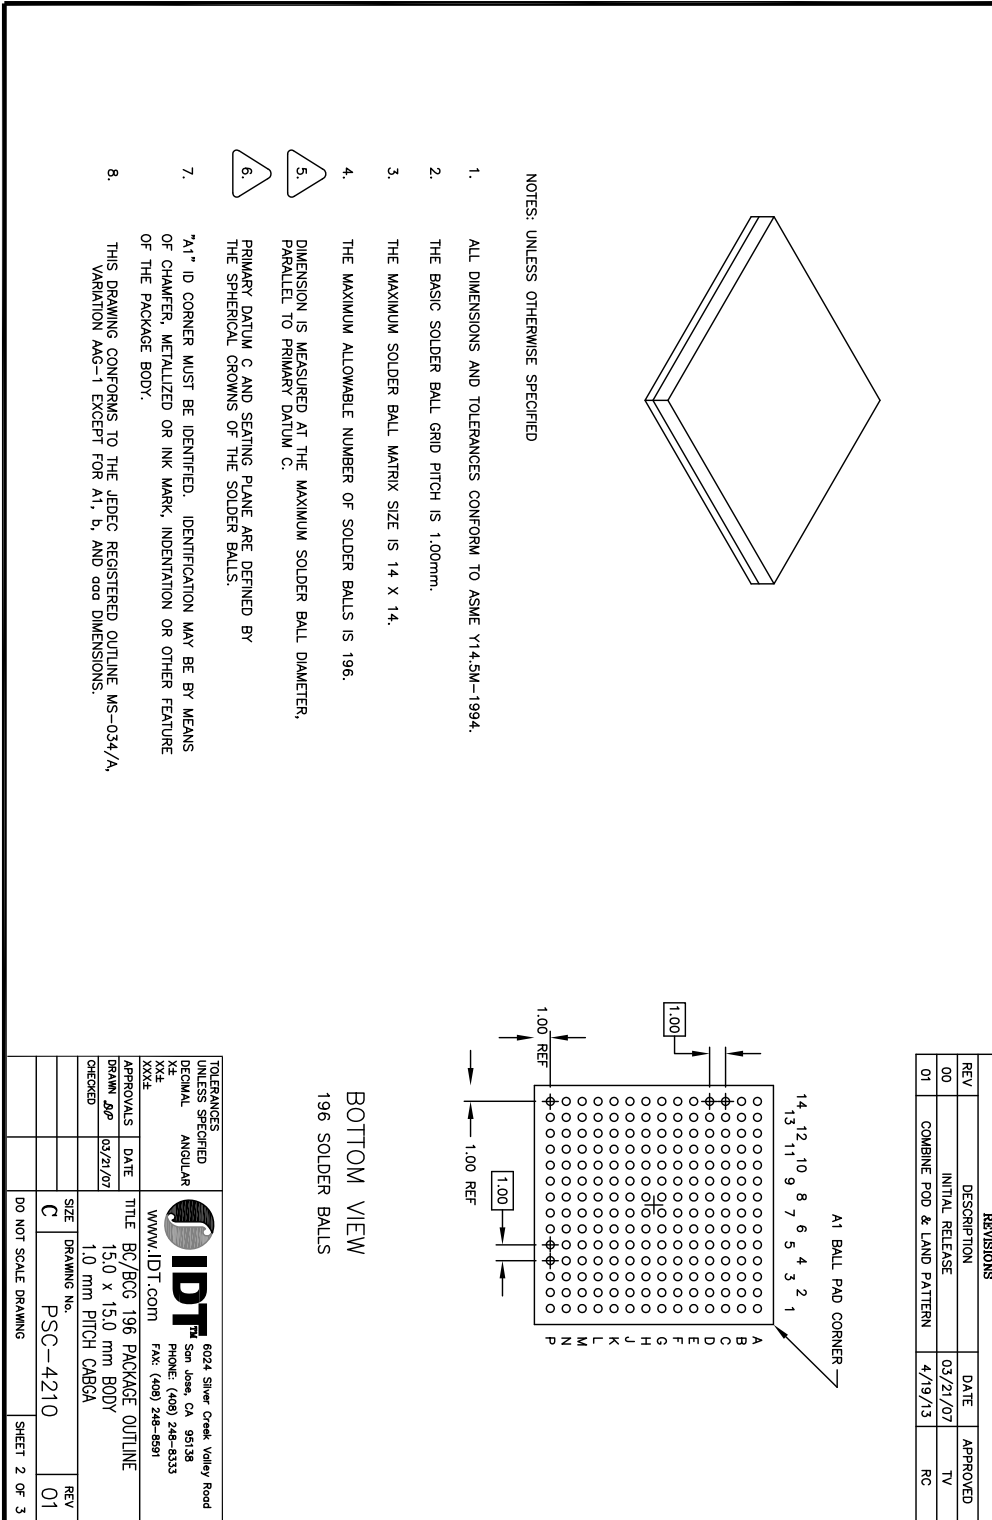 REVISIONS
REV DESCRIPTION DATE APPROVED
00 INITIAL RELEASE 03/21/07 TV
01 COMBINE POD & LAND PATTERN 4/19/13 RC
NOTES: UNLESS OTHERWISE SPECIFIED
1. ALL DIMENSIONS AND TOLERANCES CONFORM TO ASME Y14.5M-1994.
2. THE BASIC SOLDER BALL GRID PITCH IS 1.00mm.
3. THE MAXIMUM SOLDER BALL MATRIX SIZE IS 14 X 14.
4. THE MAXIMUM ALLOWABLE NUMBER OF SOLDER BALLS IS 196.
5. DIMENSION IS MEASURED AT THE MAXIMUM SOLDER BALL DIAMETER,
PARALLEL TO PRIMARY DATUM C.
6. PRIMARY DATUM C AND SEATING PLANE ARE DEFINED BY
THE SPHERICAL CROWNS OF THE SOLDER BALLS.
7. "A1" ID CORNER MUST BE IDENTIFIED. IDENTIFICATION MAY BE BY MEANS
OF CHAMFER, METALLIZED OR INK MARK, INDENTATION OR OTHER FEATURE
OF THE PACKAGE BODY.
8. THIS DRAWING CONFORMS TO THE JEDEC REGISTERED OUTLINE MS-034/A,
VARIATION AAG-1 EXCEPT FOR A1, b, AND aaa DIMENSIONS.
A1 BALL PAD CORNER
14 13 12 11 10 9 8 7 6 5 4 3 2 1
A
B
C
D
E
F
G
H
J
K
L
M
N
P
1.00
1.00 REF
1.00 REF
1.00
BOTTOM VIEW
196 SOLDER BALLS
TOLERANCES
UNLESS SPECIFIED
DECIMAL ANGULAR
X±
XX±
XXX±
APPROVALS DATE
DRAWN 03/21/07
CHECKED
IDT™
www.IDT.com
6024 Silver Creek Valley Road
San Jose, CA 95138
PHONE: (408) 248-8333
FAX: (408) 248-8591
TITLE BC/BCG 196 PACKAGE OUTLINE
15.0 x 15.0 mm BODY
1.0 mm PITCH CABGA
SIZE DRAWING No. REV
C PSC-4210 01
DO NOT SCALE DRAWING SHEET 2 OF 3